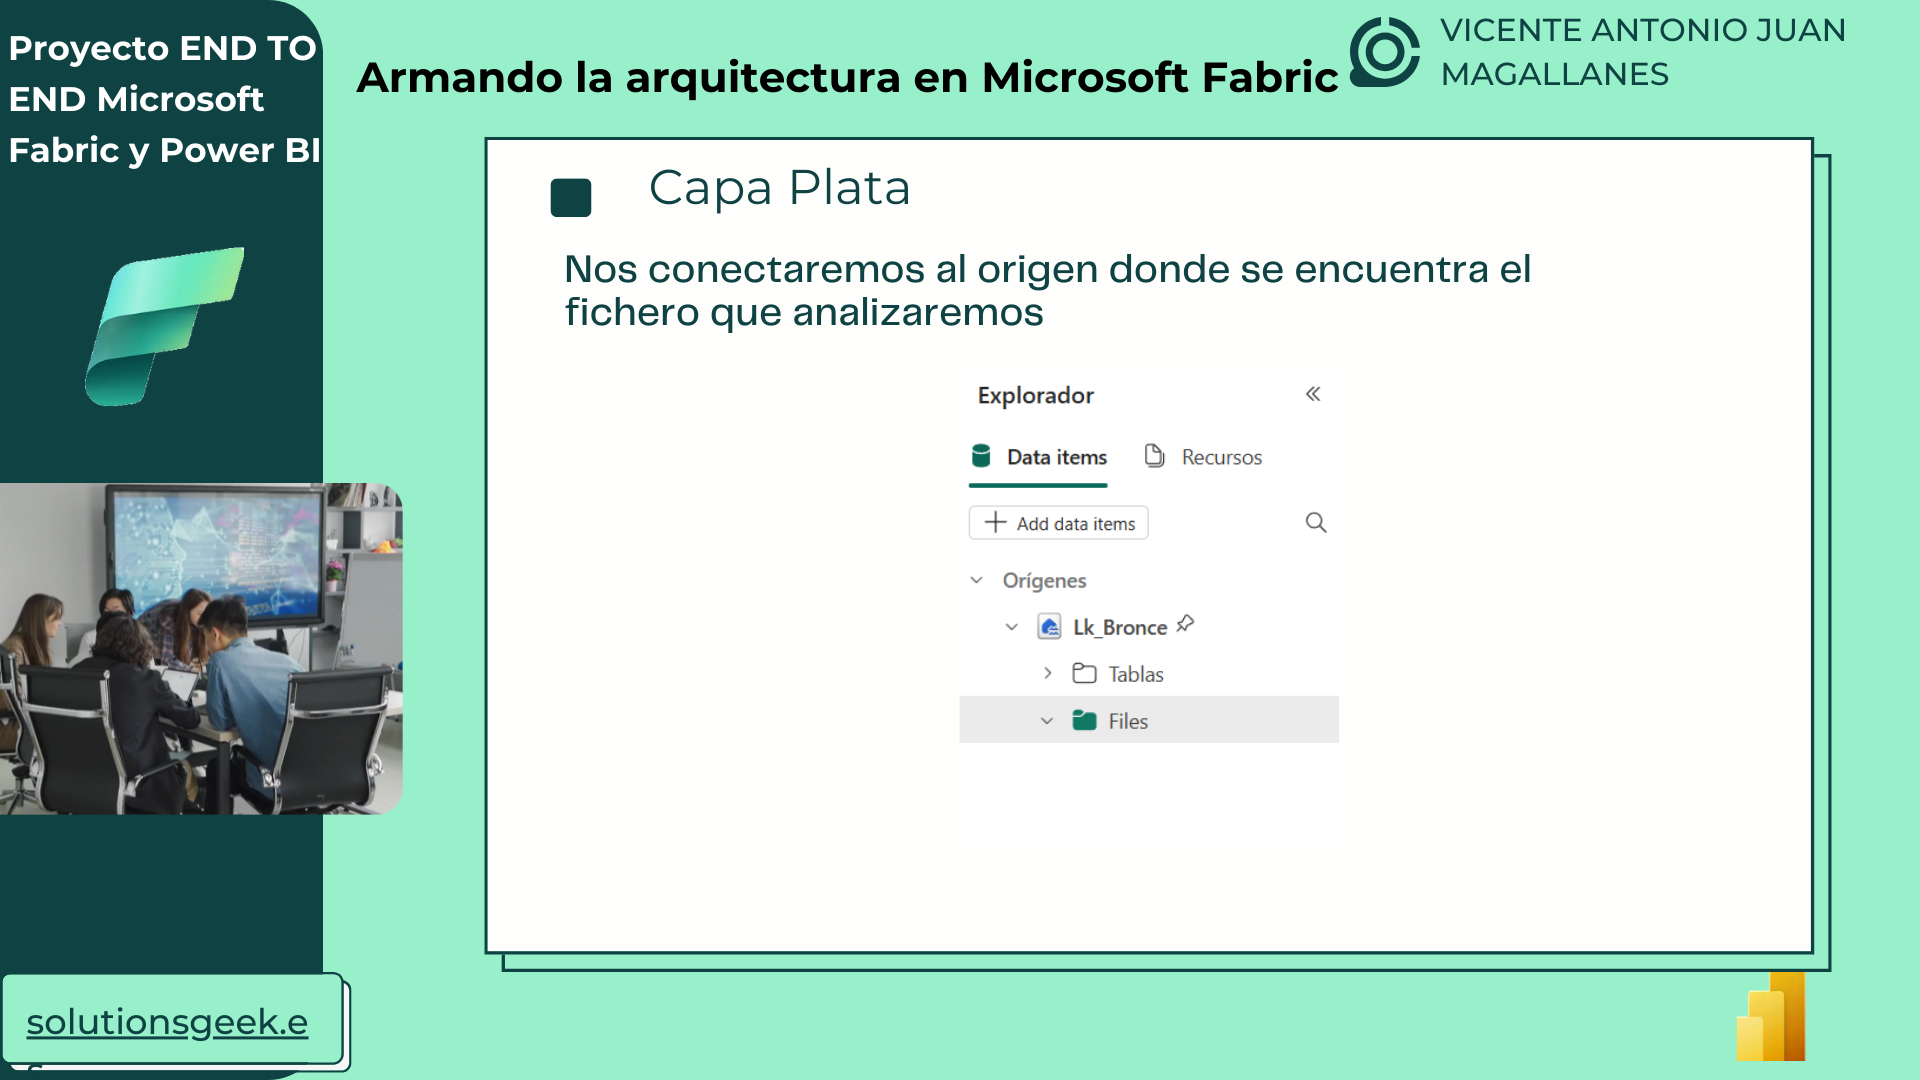 Proyecto END TO
END Microsoft
Fabric y Power BI
Armando la arquitectura en Microsoft Fabric
VICENTE ANTONIO JUAN
MAGALLANES
Capa Plata
Nos conectaremos al origen donde se encuentra el
fichero que analizaremos
Explorador
Data items
Recursos
Add data items
Orígenes
Lk_Bronce
Tablas
Files
solutionsgeek.e